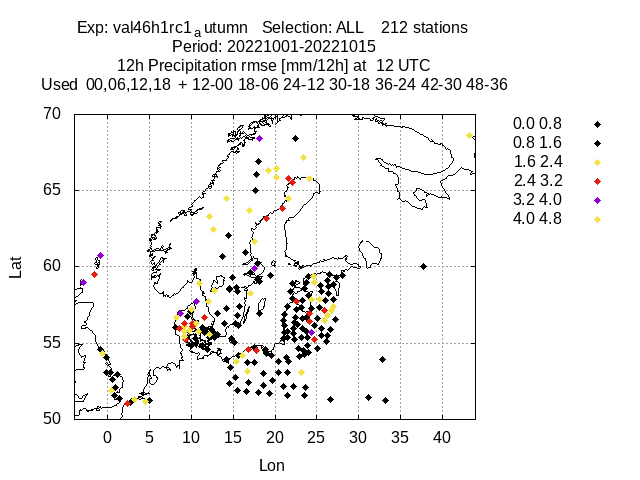 Exp: val46h1rc1a utumn Selection: ALL 212 stations
Period: 20221001-20221015
12h Precipitation rmse [mm/12h] at 12 UTC
Used 00,06,12,18 + 12-00 18-06 24-12 30-18 36-24 42-30 48-36
70
65
60
55
50
Lat
0 5 10 15 20 25 30 35 40
Lon
0.0 0.8
0.8 1.6
1.6 2.4
2.4 3.2
3.2 4.0
4.0 4.8